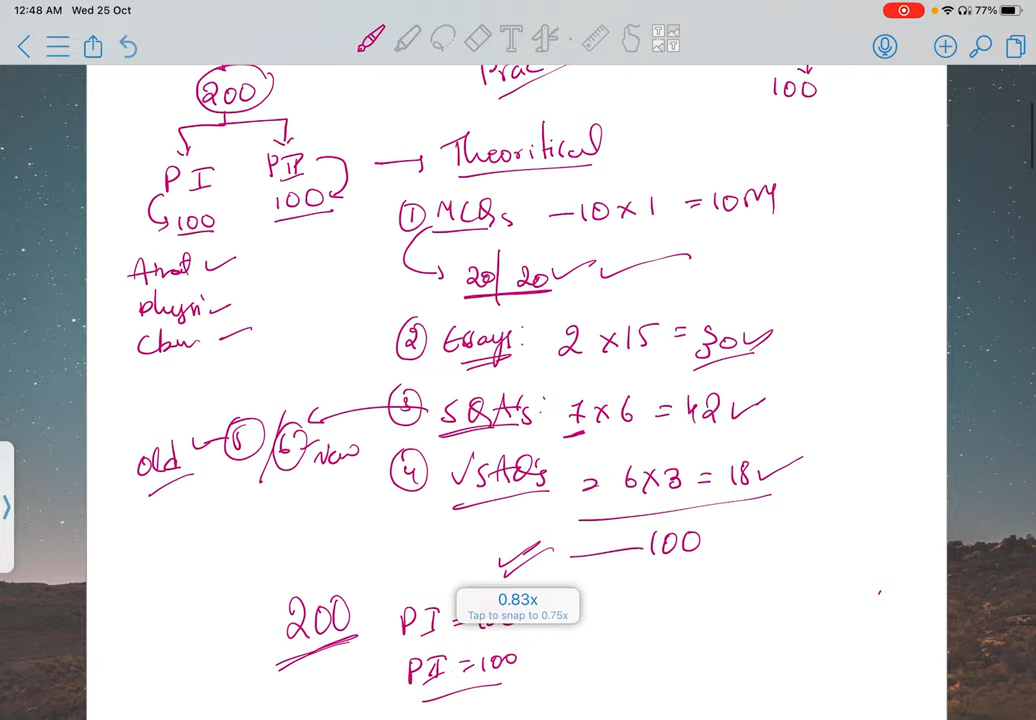 12:48 AM Wed 25 Oct
77%
Prac
200
100
PI
PII
100
100
→ Theoritical
① MCQs - 10 x 1 = 10M
20 | 20
② Essays: 2 x 15 = 30
③ SQA's: 7 x 6 = 42
④ VSAQ's = 6 x 3 = 18
100
old
5 / 6 New
Anat
physi
200
PI =
PII = 100
0.83x
Tap to snap to 0.75x